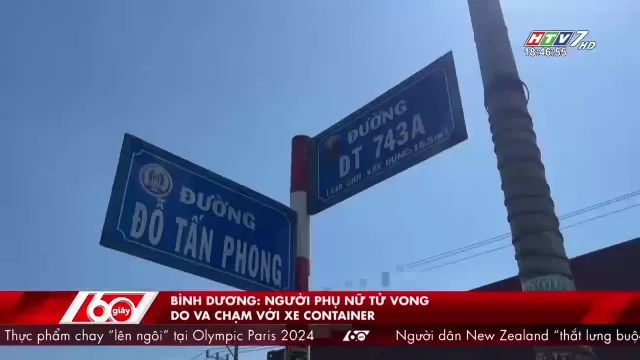 HTV7 HD
18:46:55
ĐƯỜNG
ĐT 743A
ĐƯỜNG
ĐỖ TẤN PHONG
60 giây
BÌNH DƯƠNG: NGƯỜI PHỤ NỮ TỬ VONG
DO VA CHẠM VỚI XE CONTAINER
Thực phẩm chay “lên ngôi” tại Olympic Paris 2024
Người dân New Zealand “thắt lưng buộ